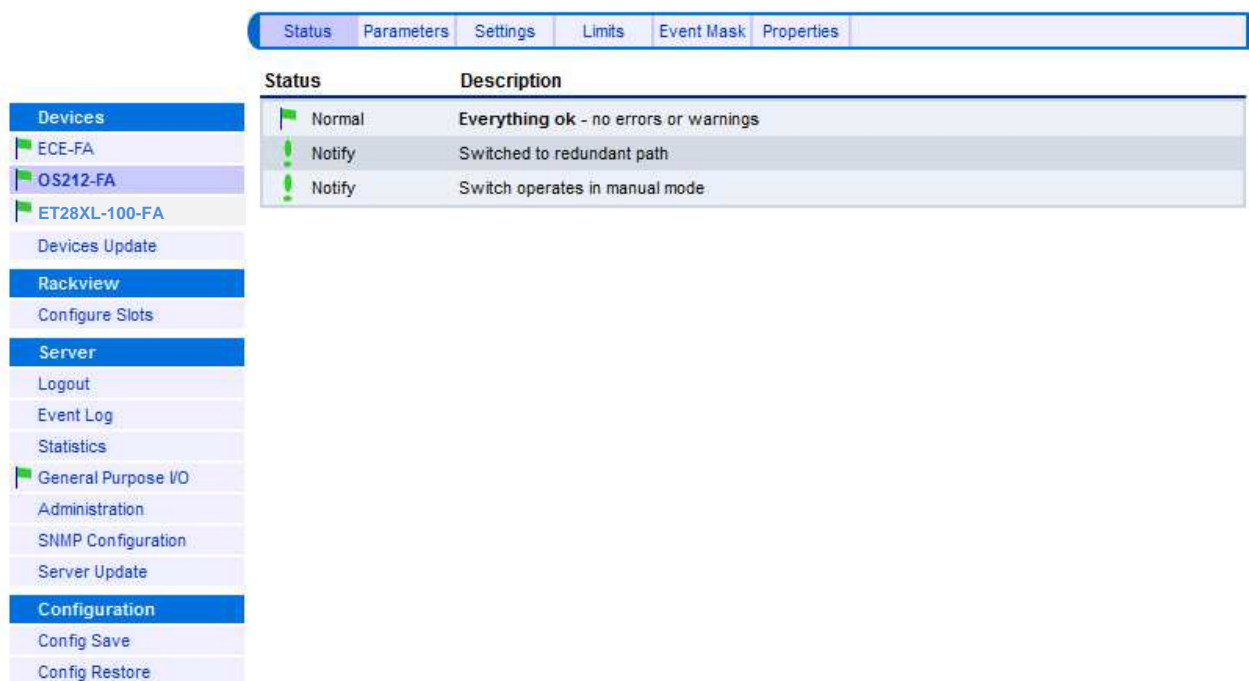 Status Parameters Settings Limits Event Mask Properties
Status Description
Normal Everything ok - no errors or warnings
Notify Switched to redundant path
Notify Switch operates in manual mode
Devices
ECE-FA
OS212-FA
ET28XL-100-FA
Devices Update
Rackview
Configure Slots
Server
Logout
Event Log
Statistics
General Purpose I/O
Administration
SNMP Configuration
Server Update
Configuration
Config Save
Config Restore